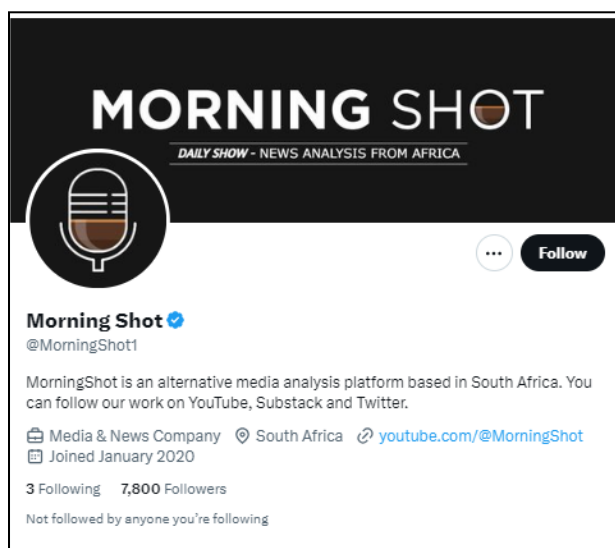 MORNING SHOT
DAILY SHOW - NEWS ANALYSIS FROM AFRICA
Follow
Morning Shot
@MorningShot1
MorningShot is an alternative media analysis platform based in South Africa. You
can follow our work on YouTube, Substack and Twitter.
Media & News Company South Africa youtube.com/@MorningShot
Joined January 2020
3 Following 7,800 Followers
Not followed by anyone you're following